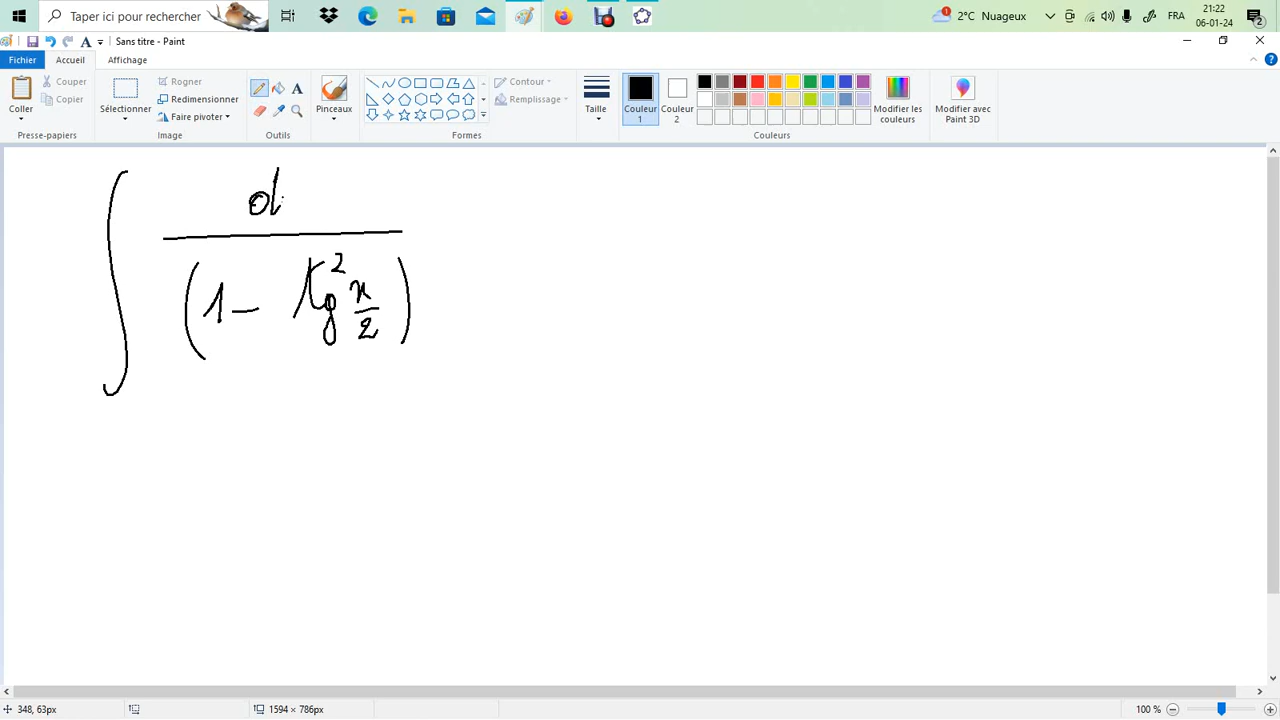 Taper ici pour rechercher
2°C Nuageux
FRA
21:22
06-01-24
2
Sans titre - Paint
Fichier
Accueil
Affichage
Coller
Couper
Copier
Presse-papiers
Sélectionner
Rogner
Redimensionner
Faire pivoter
Image
A
Outils
Pinceaux
Contour
Remplissage
Formes
Taille
Couleur 1
Couleur 2
Modifier les couleurs
Couleurs
Modifier avec Paint 3D
∫ d
(1 - tg² x/2)
348, 63px
1594 × 786px
100 %